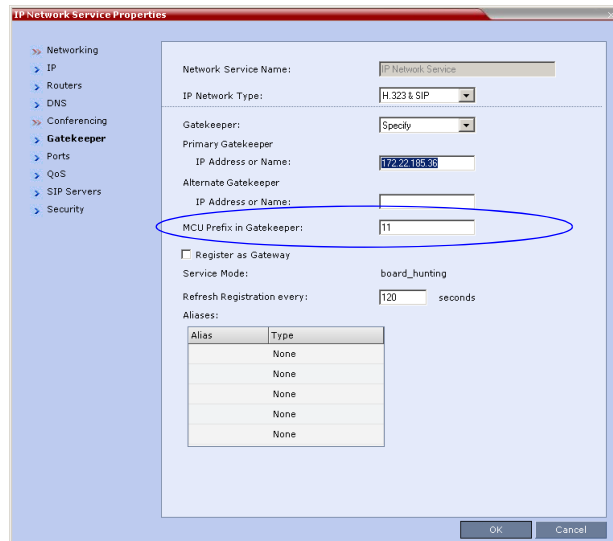 IP Network Service Properties
Networking
IP
Routers
DNS
Conferencing
Gatekeeper
Ports
QoS
SIP Servers
Security
Network Service Name: IP Network Service
IP Network Type: H.323 & SIP
Gatekeeper: Specify
Primary Gatekeeper
IP Address or Name: 172.22.185.36
Alternate Gatekeeper
IP Address or Name:
MCU Prefix in Gatekeeper: 11
Register as Gateway
Service Mode: board_hunting
Refresh Registration every: 120 seconds
Aliases:
Alias Type
None
None
None
None
None
OK Cancel